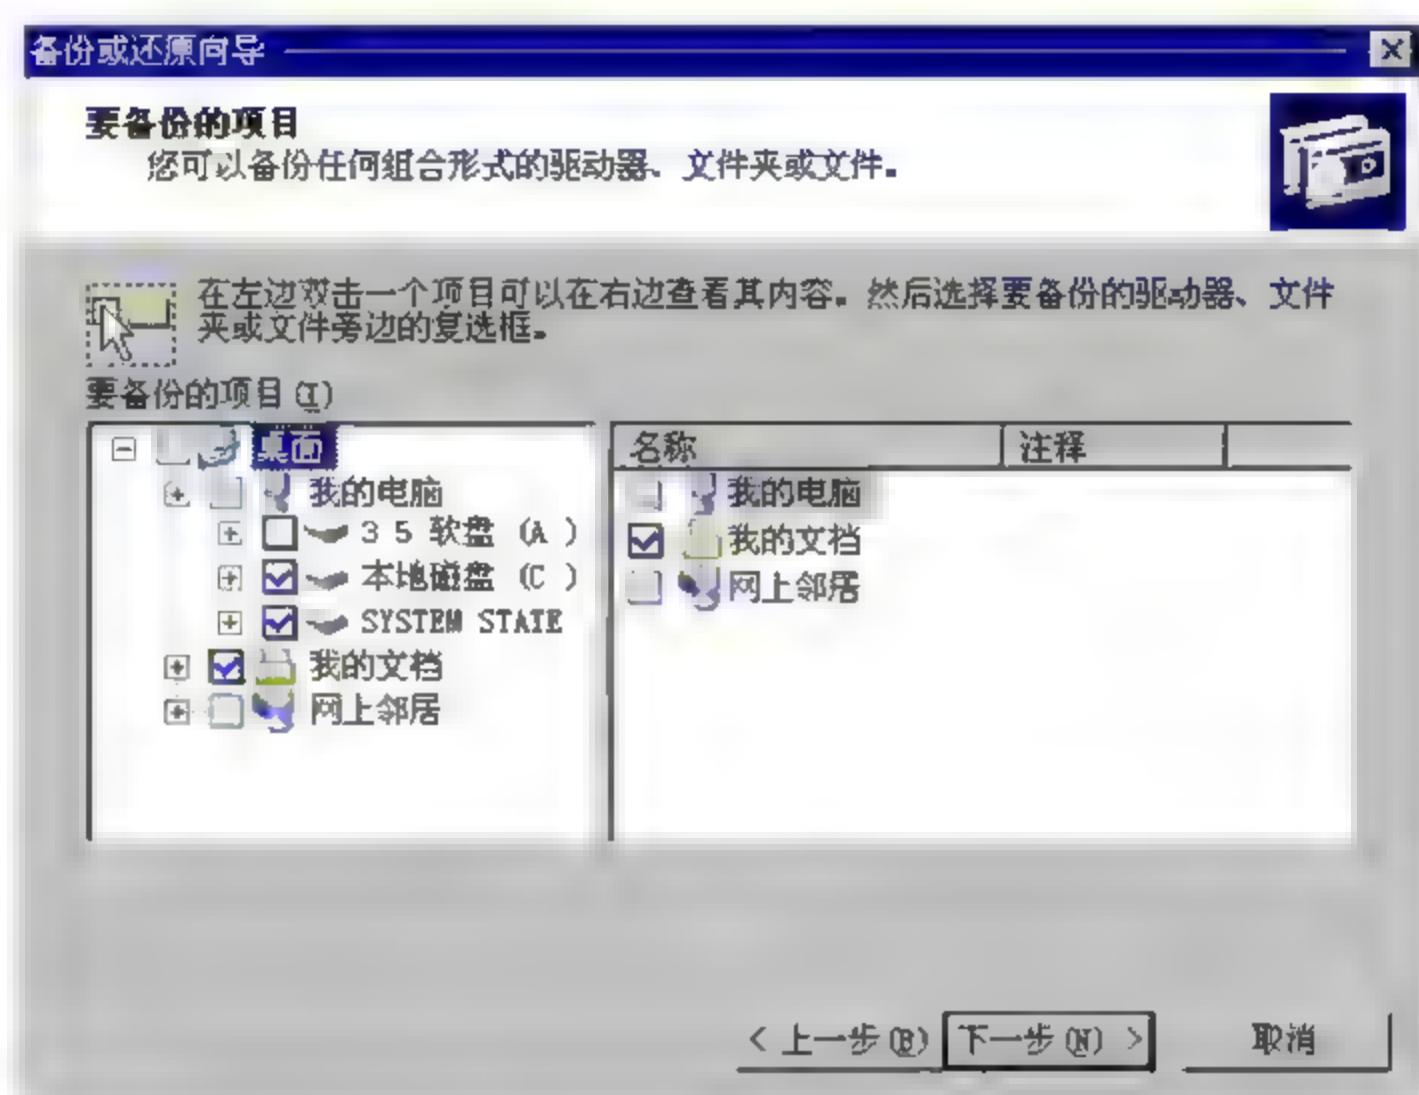 备份或还原向导
要备份的项目
您可以备份任何组合形式的驱动器、文件夹或文件。
在左边双击一个项目可以在右边查看其内容。然后选择要备份的驱动器、文件
夹或文件旁边的复选框。
要备份的项目(I)
桌面
我的电脑
3 5 软盘 (A )
本地磁盘 (C )
SYSTEM STATE
我的文档
网上邻居
名称 注释
我的电脑
我的文档
网上邻居
< 上一步(B) 下一步(N) > 取消